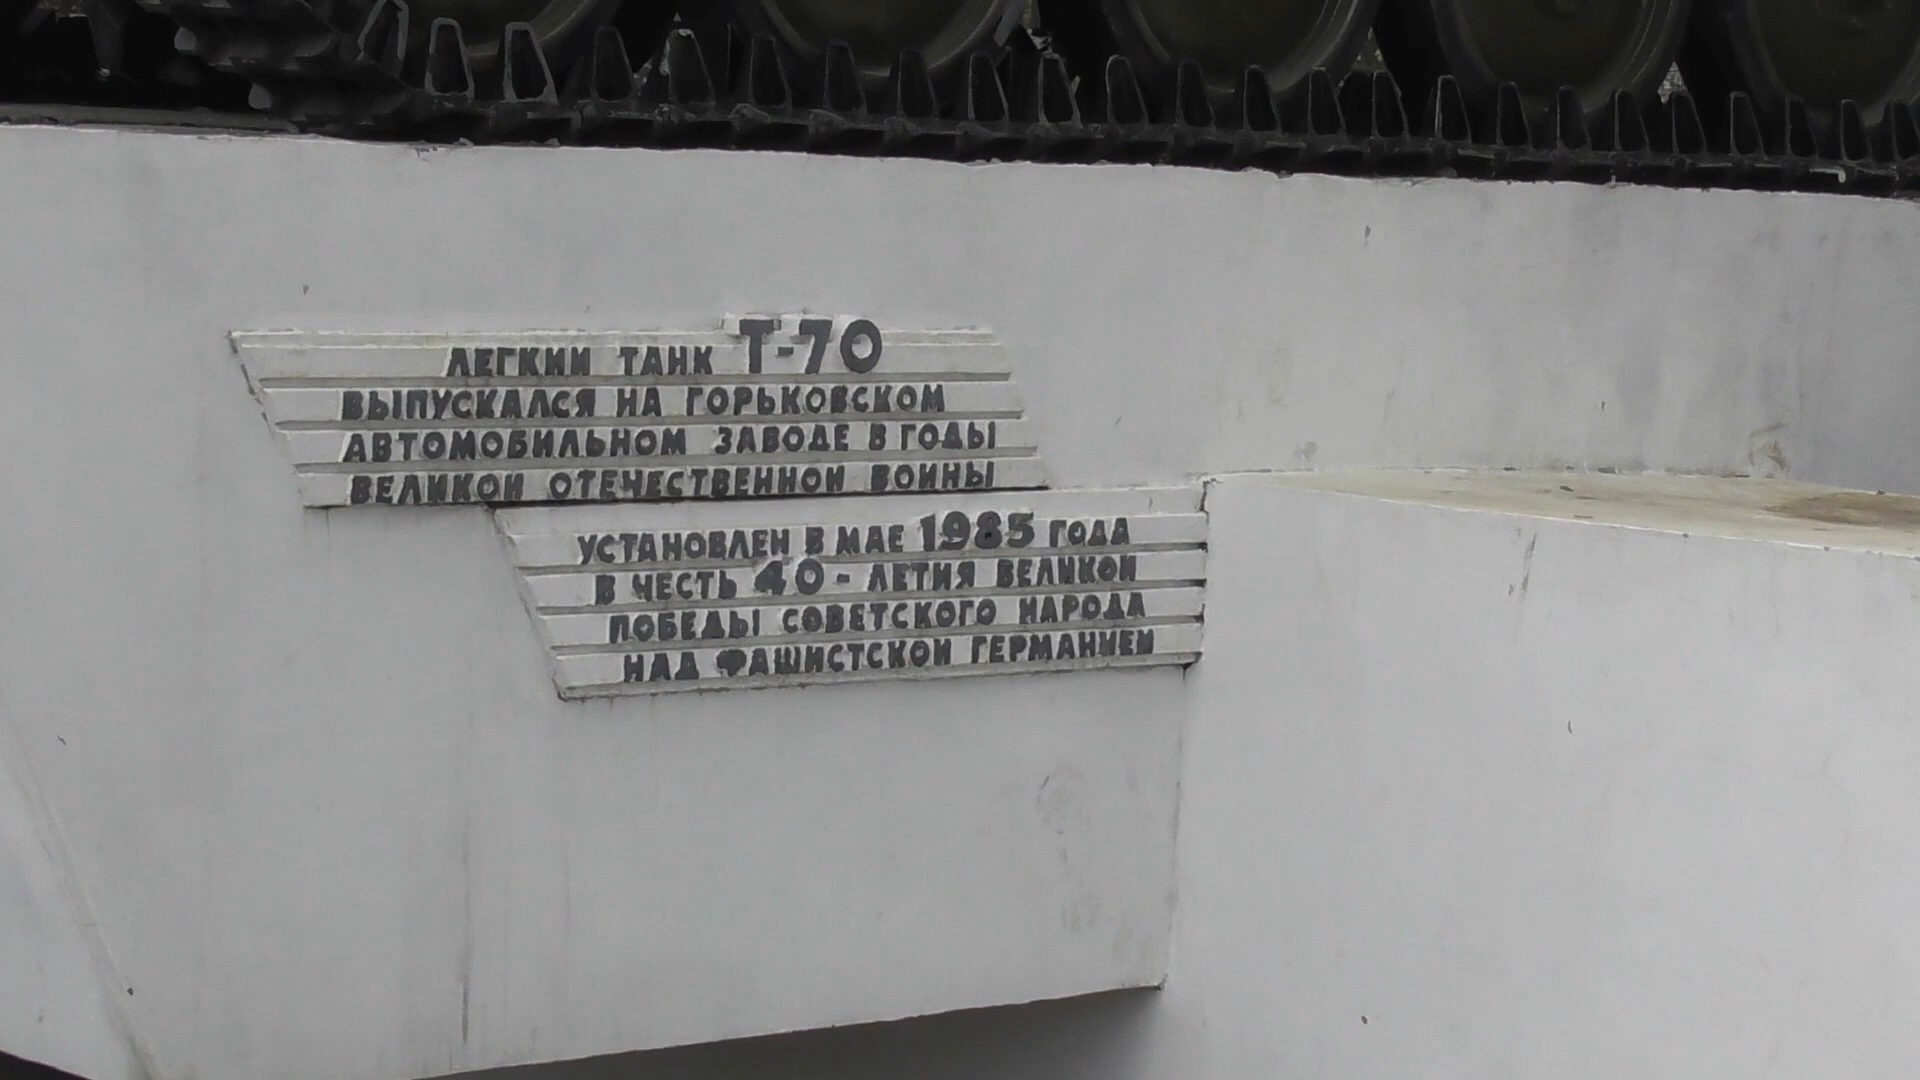 ЛЕГКИЙ ТАНК Т-70
ВЫПУСКАЛСЯ НА ГОРЬКОВСКОМ
АВТОМОБИЛЬНОМ ЗАВОДЕ В ГОДЫ
ВЕЛИКОЙ ОТЕЧЕСТВЕННОЙ ВОЙНЫ
УСТАНОВЛЕН В МАЕ 1985 ГОДА
В ЧЕСТЬ 40 - ЛЕТИЯ ВЕЛИКОЙ
ПОБЕДЫ СОВЕТСКОГО НАРОДА
НАД ФАШИСТСКОЙ ГЕРМАНИЕЙ